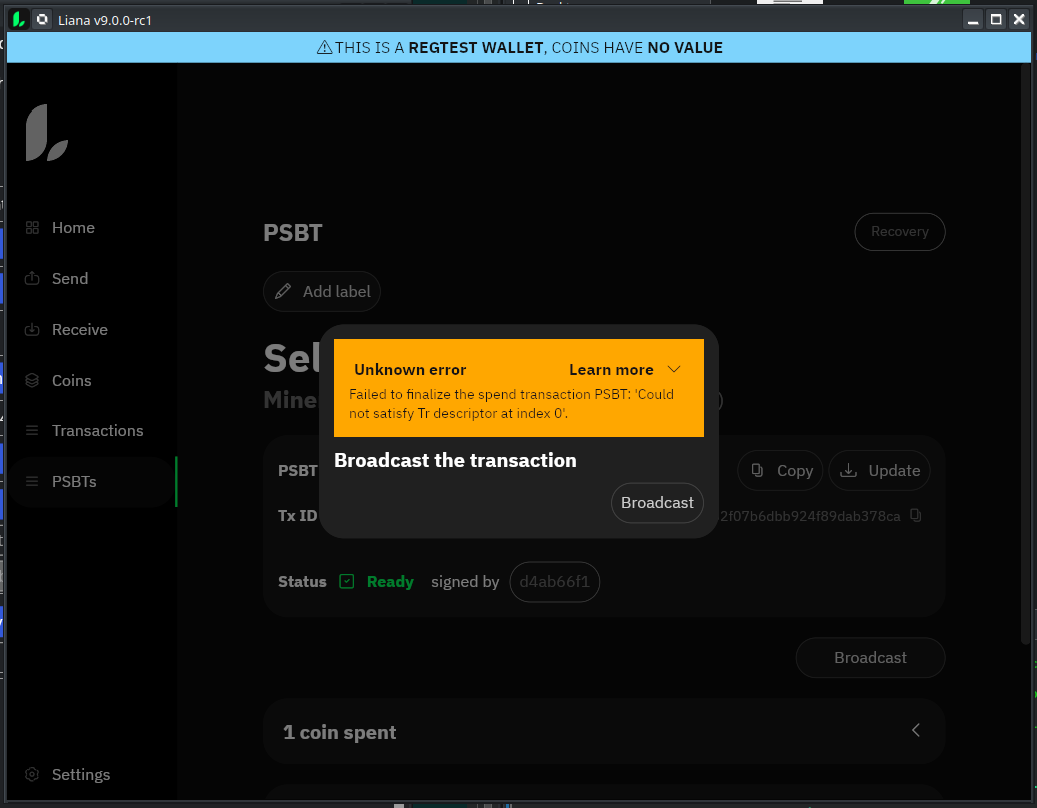 Liana v9.0.0-rc1
⚠THIS IS A REGTEST WALLET, COINS HAVE NO VALUE
Home
Send
Receive
Coins
Transactions
PSBTs
Settings
PSBT
Recovery
Add label
Sel
Mine
Unknown error
Learn more
Failed to finalize the spend transaction PSBT: 'Could
not satisfy Tr descriptor at index 0'.
Broadcast the transaction
Broadcast
PSBT
Copy
Update
Tx ID
2f07b6dbb924f89dab378ca
Status
Ready
signed by
d4ab66f1
Broadcast
1 coin spent